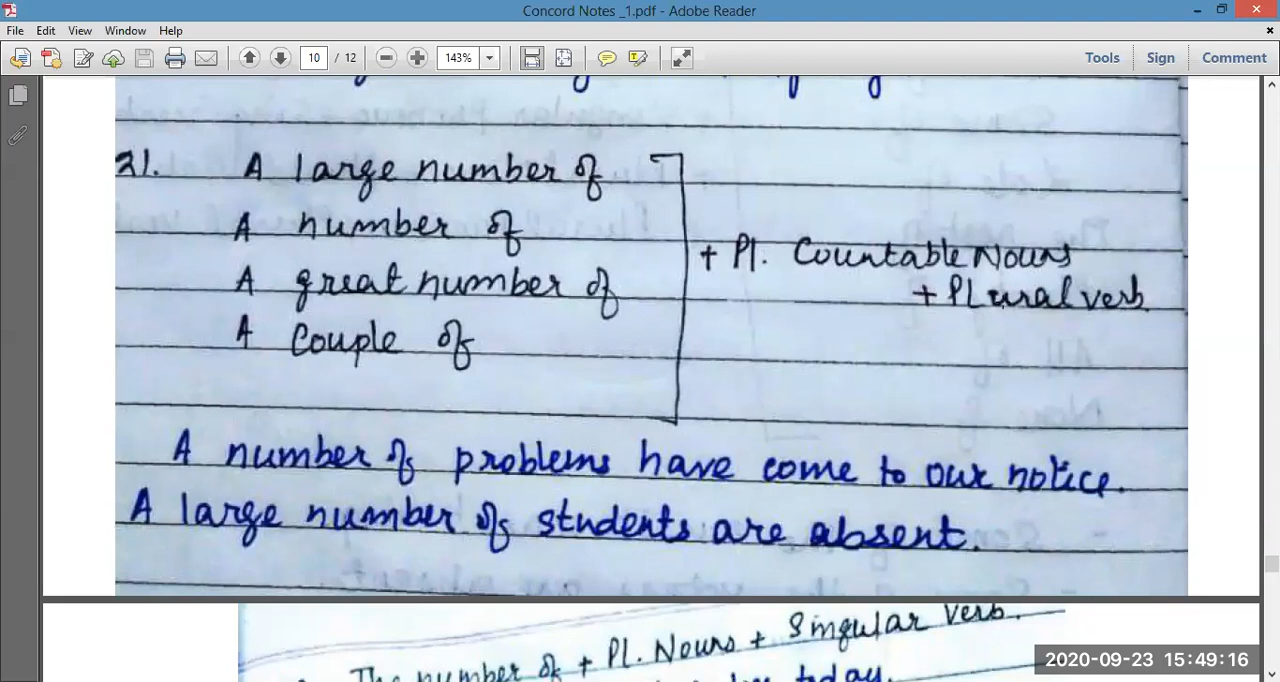 Concord Notes _1.pdf - Adobe Reader
File Edit View Window Help
10 / 12 143% Tools Sign Comment
21. A large number of
A number of
A great number of
A couple of
+ Pl. Countable Nouns
+ PLural verb
A number of problems have come to our notice.
A large number of students are absent.
The number of + Pl. Nouns + Singular Verb.
today.
2020-09-23 15:49:16